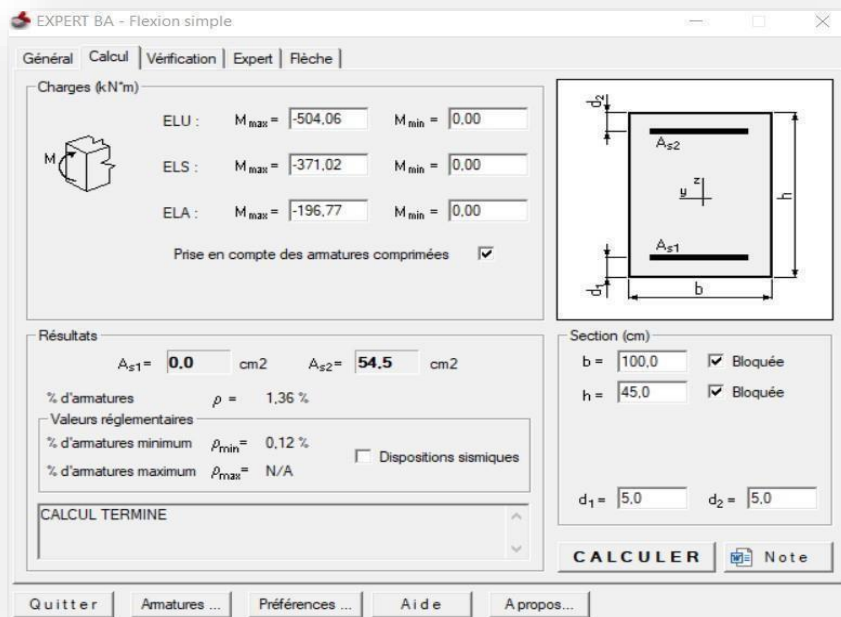 EXPERT BA - Flexion simple
Général Calcul Vérification Expert Flèche
Charges (kN*m)
M
ELU : Mmax = -504,06 Mmin = 0,00
ELS : Mmax = -371,02 Mmin = 0,00
ELA : Mmax = -196,77 Mmin = 0,00
Prise en compte des armatures comprimées
d2
As2
z
y
h
As1
d1
b
Résultats
As1= 0,0 cm2 As2= 54,5 cm2
% d'armatures ρ = 1,36 %
Valeurs réglementaires
% d'armatures minimum ρmin= 0,12 %
% d'armatures maximum ρmax= N/A
Dispositions sismiques
CALCUL TERMINE
Section (cm)
b = 100,0 Bloquée
h = 45,0 Bloquée
d1 = 5,0 d2 = 5,0
CALCULER Note
Quitter Armatures ... Préférences ... Aide A propos...